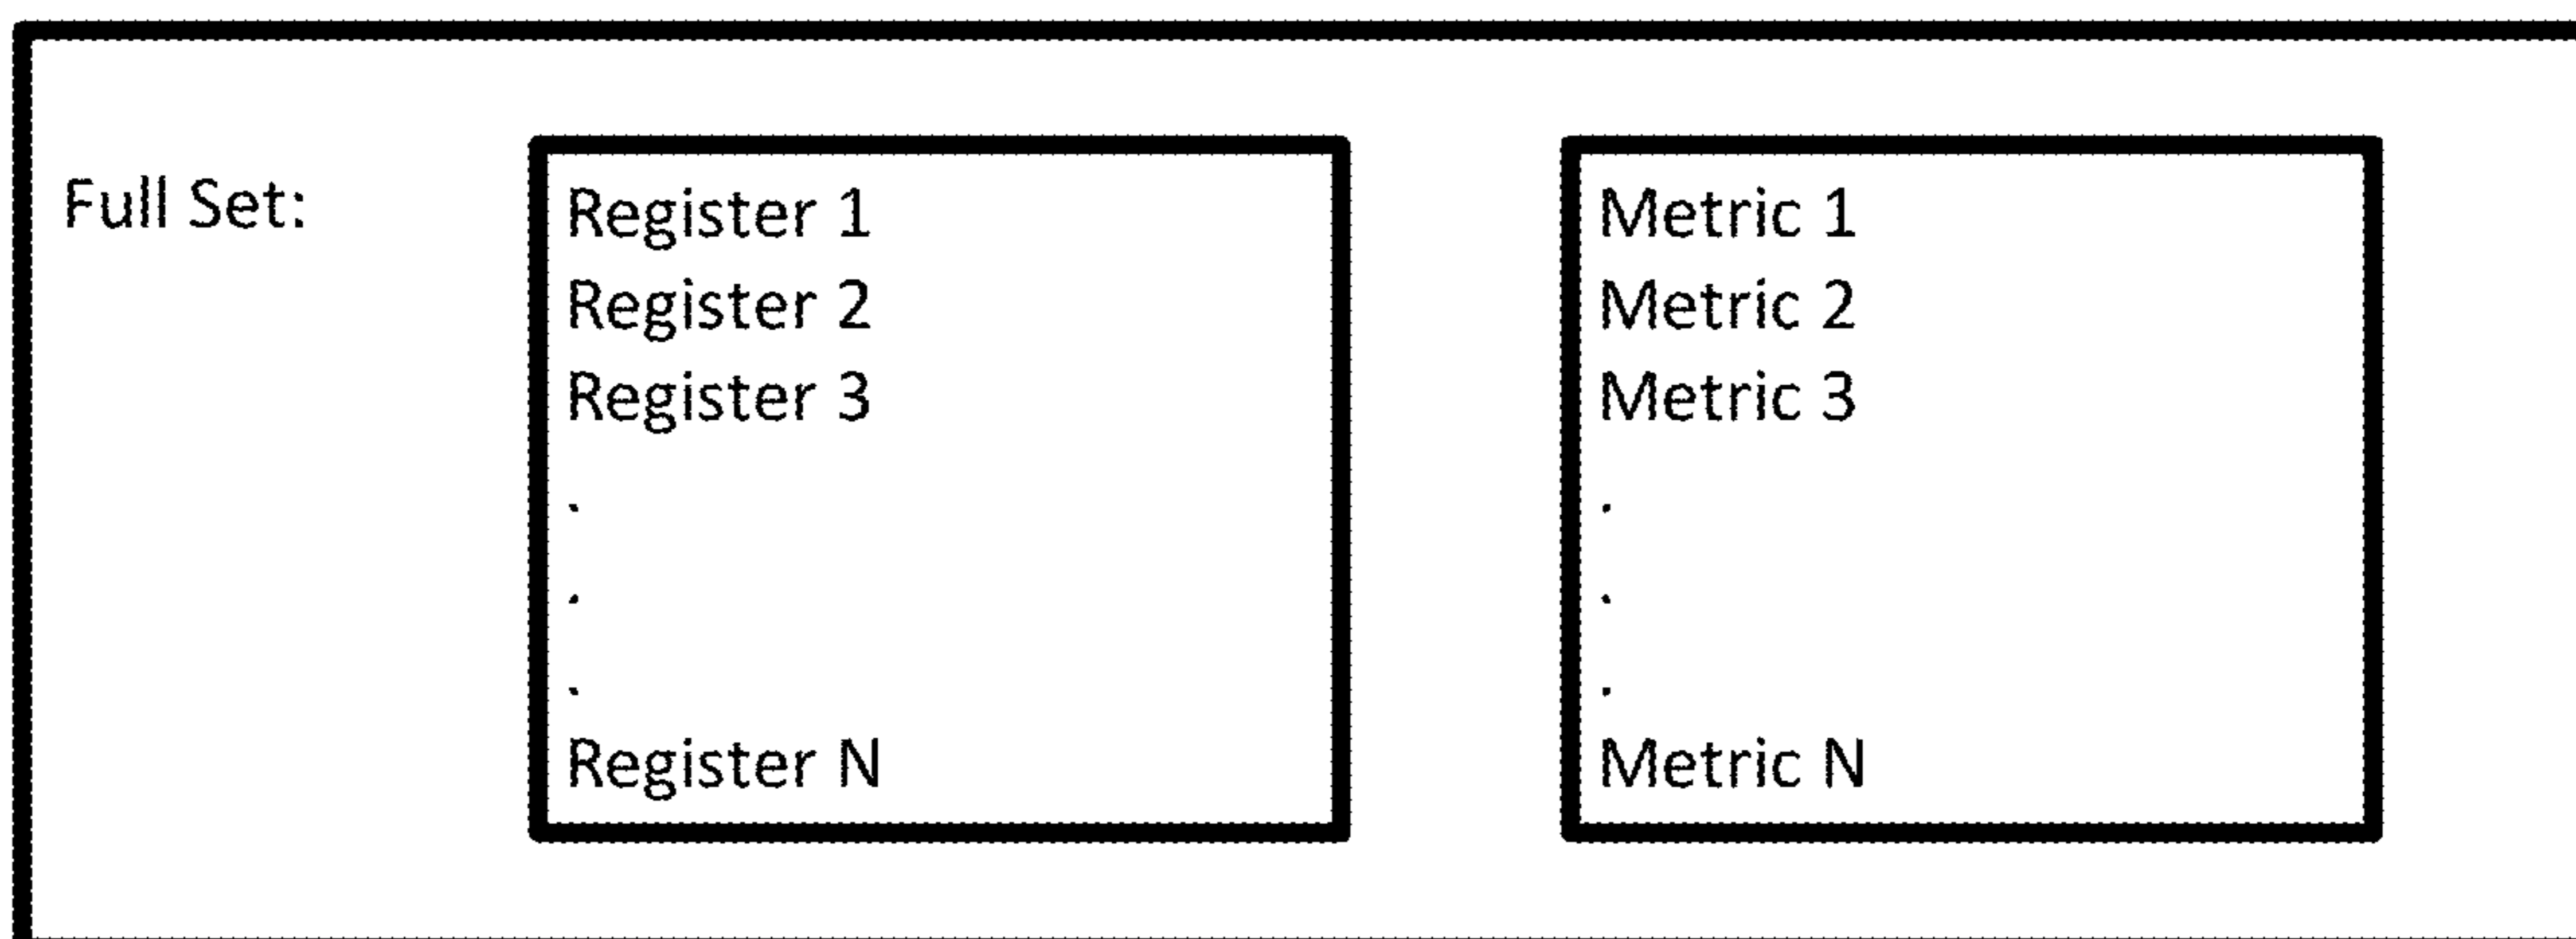 Full Set:
Register 1
Register 2
Register 3
.
.
.
Register N
Metric 1
Metric 2
Metric 3
.
.
.
Metric N